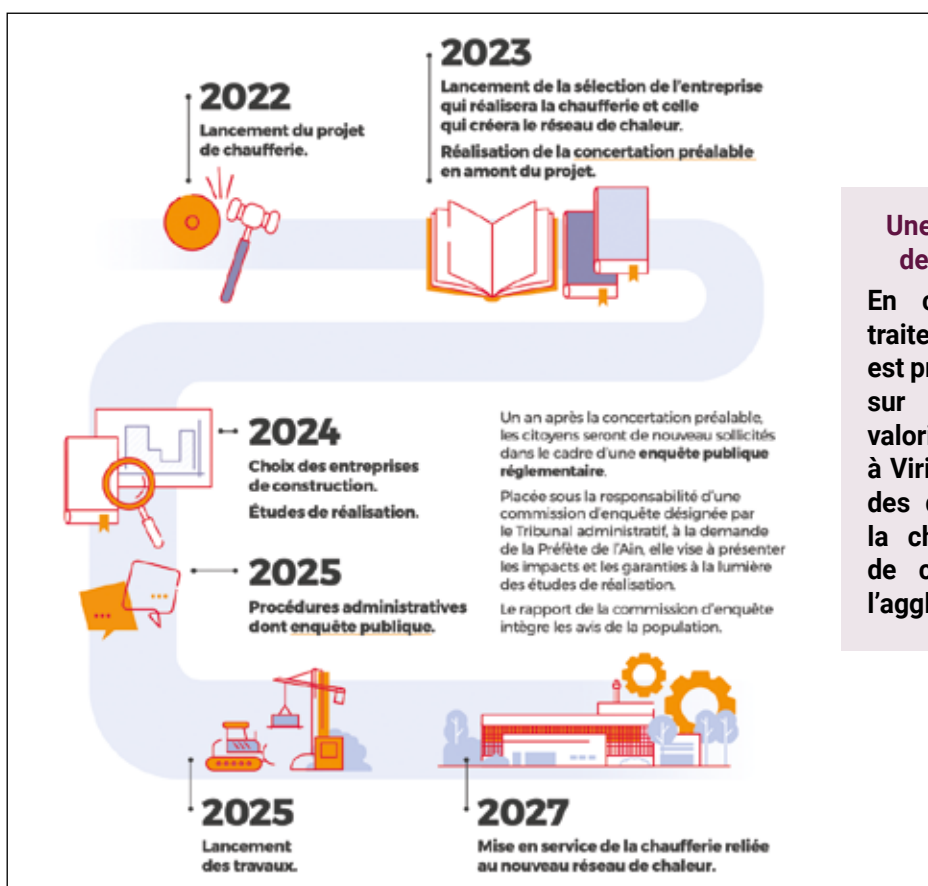 2022
Lancement du projet
de chaufferie.
2023
Lancement de la sélection de l'entreprise
qui réalisera la chaufferie et celle
qui créera le réseau de chaleur.
Réalisation de la concertation préalable
en amont du projet.
2024
Choix des entreprises
de construction.
Études de réalisation.
2025
Procédures administratives
dont enquête publique.
Un an après la concertation préalable,
les citoyens seront de nouveau sollicités
dans le cadre d'une enquête publique
réglementaire.
Placée sous la responsabilité d'une
commission d'enquête désignée par
le Tribunal administratif, à la demande
de la Préfète de l'Ain, elle vise à présenter
les impacts et les garanties à la lumière
des études de réalisation.
Le rapport de la commission d'enquête
intègre les avis de la population.
2025
Lancement
des travaux.
2027
Mise en service de la chaufferie reliée
au nouveau réseau de chaleur.
Une
de
En
traite
est pr
sur
valori
à Viri
des
la ch
de
l'aggl